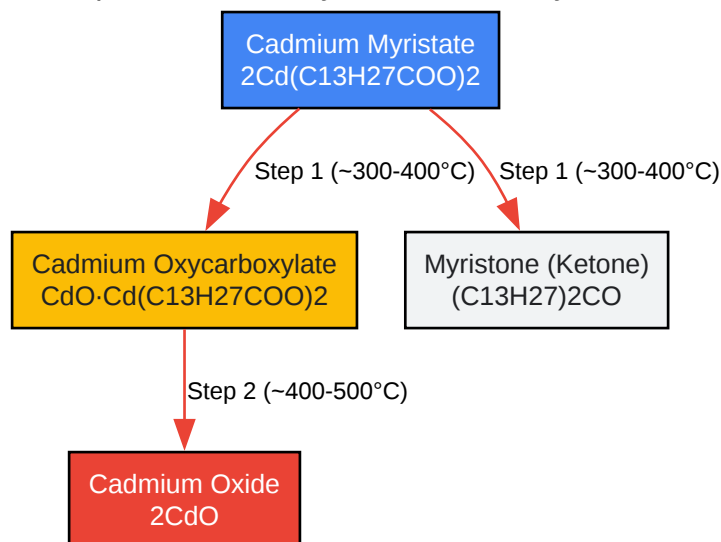 Cadmium Myristate
2Cd(C13H27COO)2
Step 1 (~300-400°C)
Step 1 (~300-400°C)
Cadmium Oxycarboxylate
CdO·Cd(C13H27COO)2
Myristone (Ketone)
(C13H27)2CO
Step 2 (~400-500°C)
Cadmium Oxide
2CdO